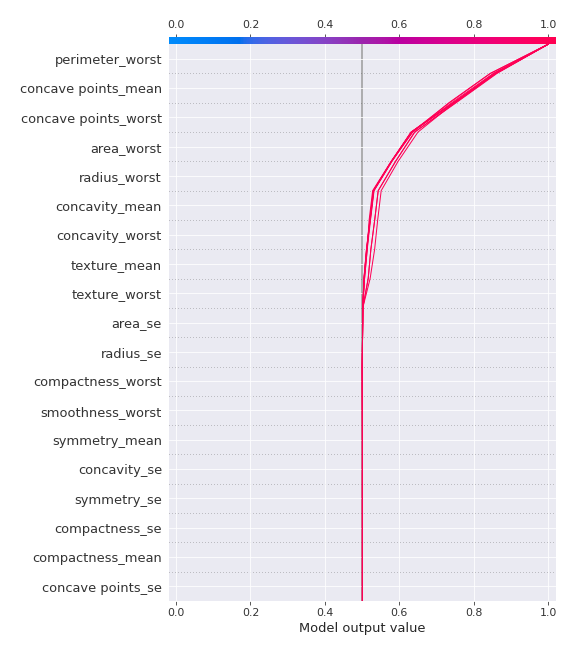 0.0 0.2 0.4 0.6 0.8 1.0
perimeter_worst
concave points_mean
concave points_worst
area_worst
radius_worst
concavity_mean
concavity_worst
texture_mean
texture_worst
area_se
radius_se
compactness_worst
smoothness_worst
symmetry_mean
concavity_se
symmetry_se
compactness_se
compactness_mean
concave points_se
0.0 0.2 0.4 0.6 0.8 1.0
Model output value